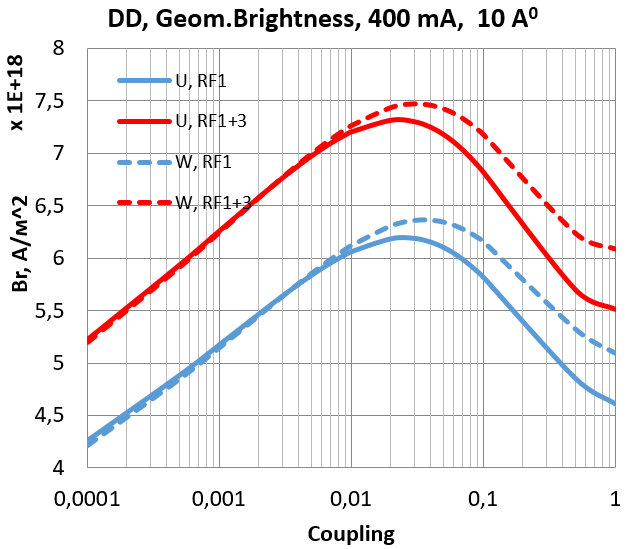 DD, Geom.Brightness, 400 mA, 10 A⁰
x 1E+18
Br, А/м^2
8
7,5
7
6,5
6
5,5
5
4,5
4
U, RF1
U, RF1+3
W, RF1
W, RF1+3
0,0001
0,001
0,01
0,1
1
Coupling